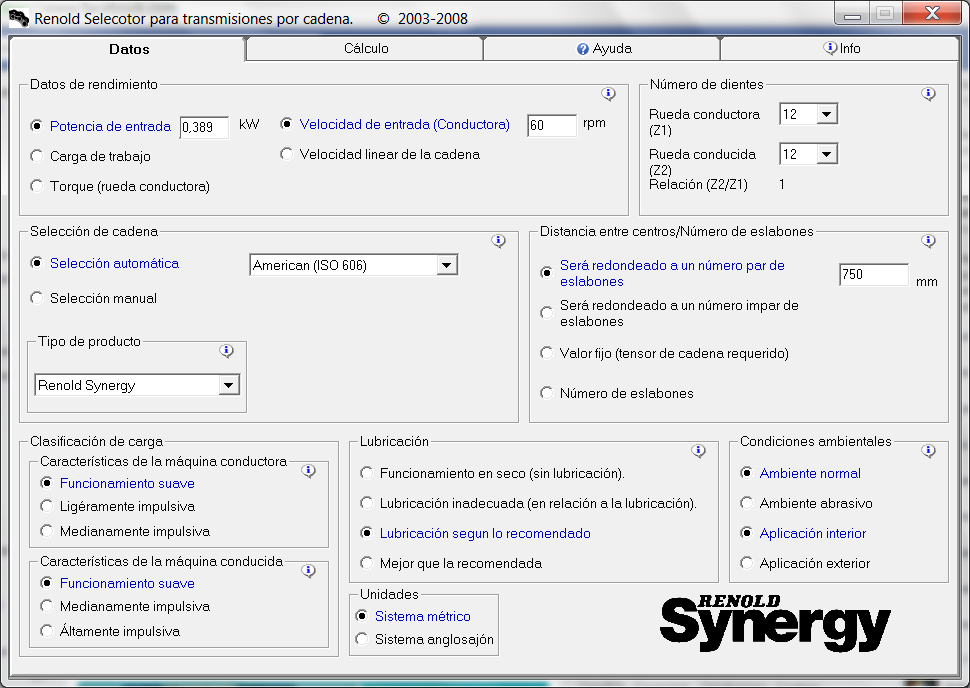 Renold Selecotor para transmisiones por cadena. © 2003-2008
Datos
Cálculo
Ayuda
Info
Datos de rendimiento
Potencia de entrada 0,389 kW
Velocidad de entrada (Conductora) 60 rpm
Carga de trabajo
Velocidad linear de la cadena
Torque (rueda conductora)
Número de dientes
Rueda conductora 12
(Z1)
Rueda conducida 12
(Z2)
Relación (Z2/Z1) 1
Selección de cadena
Selección automática
American (ISO 606)
Selección manual
Tipo de producto
Renold Synergy
Distancia entre centros/Número de eslabones
Será redondeado a un número par de
eslabones
750 mm
Será redondeado a un número impar de
eslabones
Valor fijo (tensor de cadena requerido)
Número de eslabones
Clasificación de carga
Características de la máquina conductora
Funcionamiento suave
Ligéramente impulsiva
Medianamente impulsiva
Características de la máquina conducida
Funcionamiento suave
Medianamente impulsiva
Áltamente impulsiva
Lubricación
Funcionamiento en seco (sin lubricación).
Lubricación inadecuada (en relación a la lubricación).
Lubricación segun lo recomendado
Mejor que la recomendada
Unidades
Sistema métrico
Sistema anglosajón
Condiciones ambientales
Ambiente normal
Ambiente abrasivo
Aplicación interior
Aplicación exterior
RENOLD
Synergy